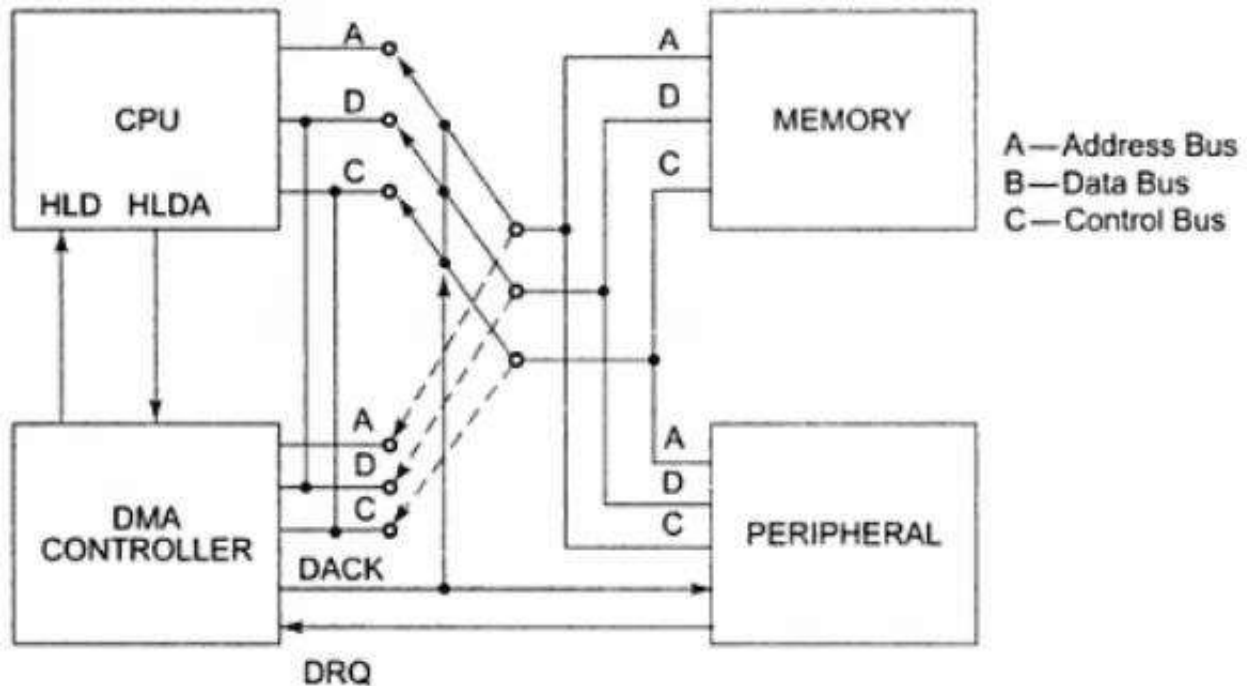 A
D
C
CPU
HLD HLDA
A
D
C
MEMORY
A—Address Bus
B—Data Bus
C—Control Bus
A
D
C
DMA
CONTROLLER
DACK
DRQ
A
D
C
PERIPHERAL